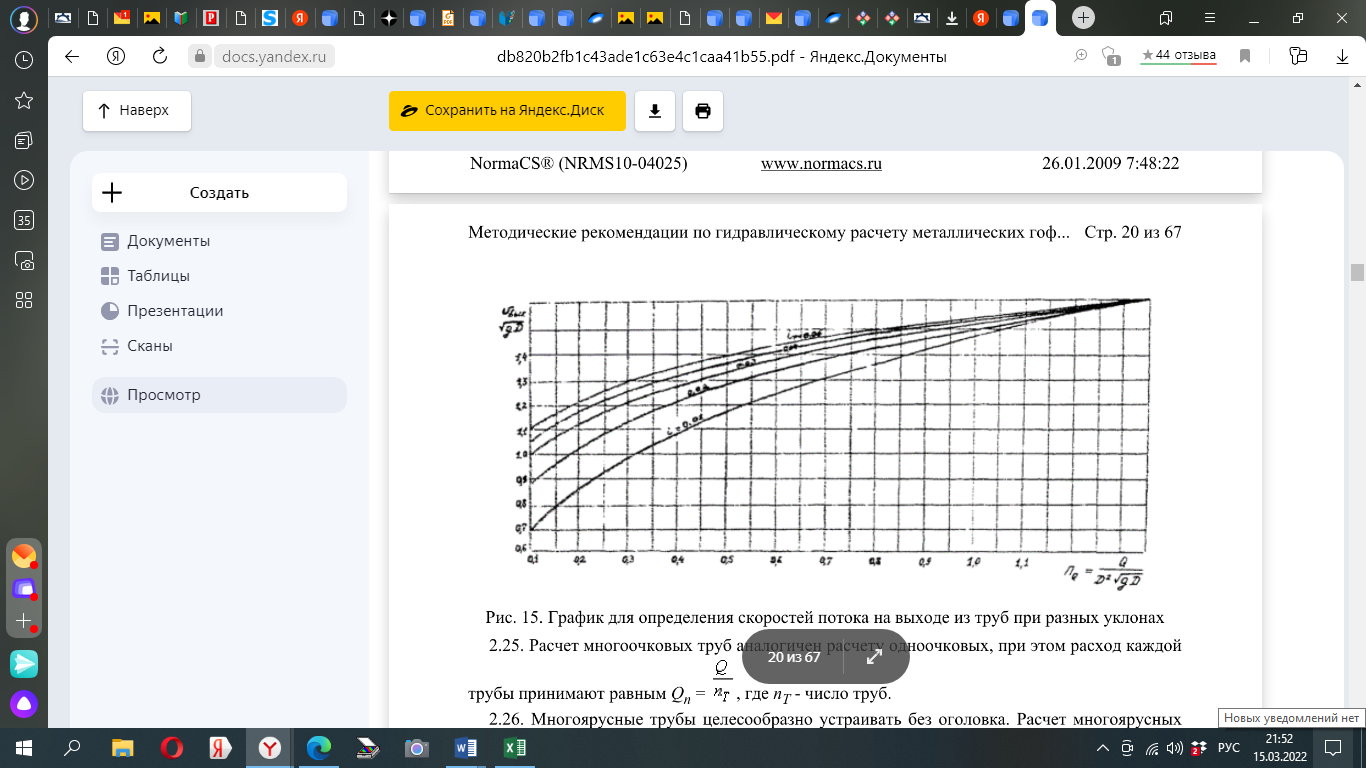 docs.yandex.ru
db820b2fb1c43ade1c63e4c1caa41b55.pdf - Яндекс.Документы
1
44 отзыва
Наверх
Сохранить на Яндекс.Диск
Создать
Документы
Таблицы
Презентации
Сканы
Просмотр
35
NormaCS® (NRMS10-04025) www.normacs.ru 26.01.2009 7:48:22
Методические рекомендации по гидравлическому расчету металлических гоф... Стр. 20 из 67
√gD
1,4
1,3
1,2
1,1
1,0
0,9
0,8
0,7
0,6
0,1 0,2 0,3 0,4 0,5 0,6 0,7 0,8 0,9 1,0 1,1
П_Q = Q / D² √gD
Рис. 15. График для определения скоростей потока на выходе из труб при разных уклонах
2.25. Расчет многоочковых труб аналогичен расчету одноочковых, при этом расход каждой
трубы принимают равным Qп = Q / nT , где nT - число труб.
2.26. Многоярусные трубы целесообразно устраивать без оголовка. Расчет многоярусных
20 из 67
Новых уведомлений нет
РУС
21:52
15.03.2022